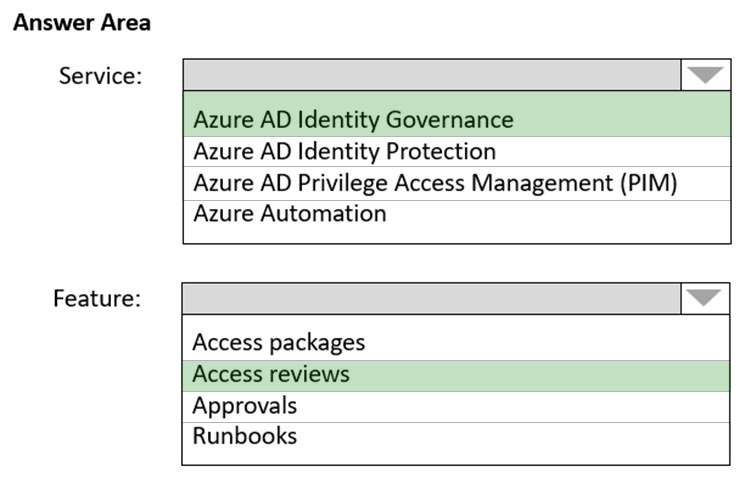 Answer Area
Service:
Azure AD Identity Governance
Azure AD Identity Protection
Azure AD Privilege Access Management (PIM)
Azure Automation
Feature:
Access packages
Access reviews
Approvals
Runbooks